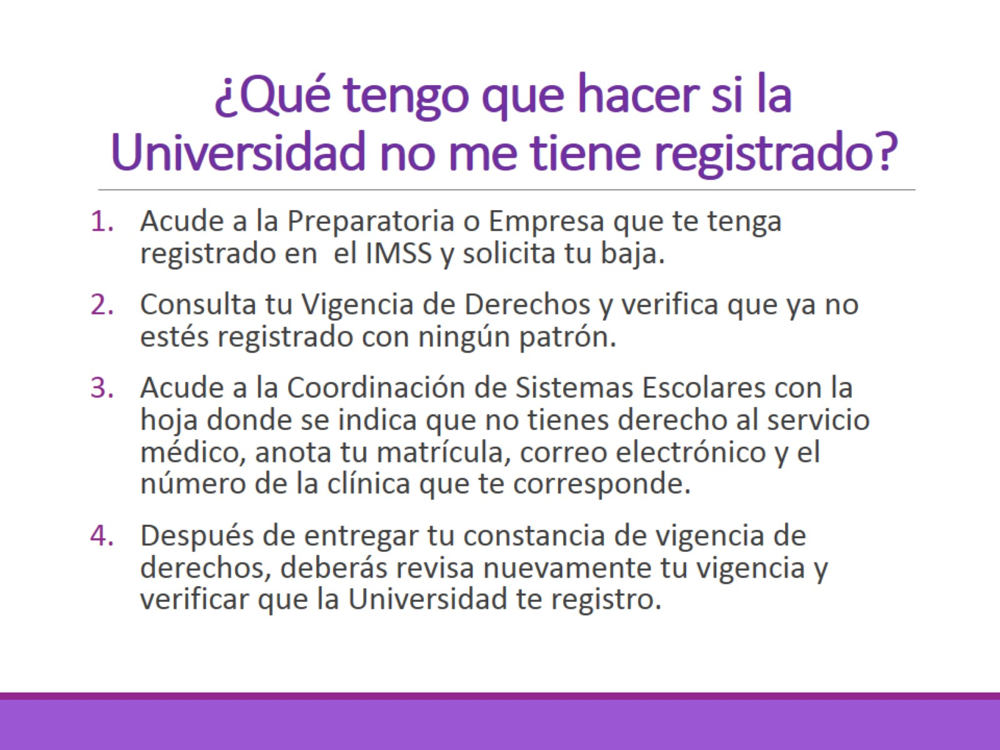 ¿Qué tengo que hacer si la
Universidad no me tiene registrado?
1. Acude a la Preparatoria o Empresa que te tenga
registrado en  el IMSS y solicita tu baja.
2. Consulta tu Vigencia de Derechos y verifica que ya no
estés registrado con ningún patrón.
3. Acude a la Coordinación de Sistemas Escolares con la
hoja donde se indica que no tienes derecho al servicio
médico, anota tu matrícula, correo electrónico y el
número de la clínica que te corresponde.
4. Después de entregar tu constancia de vigencia de
derechos, deberás revisa nuevamente tu vigencia y
verificar que la Universidad te registro.